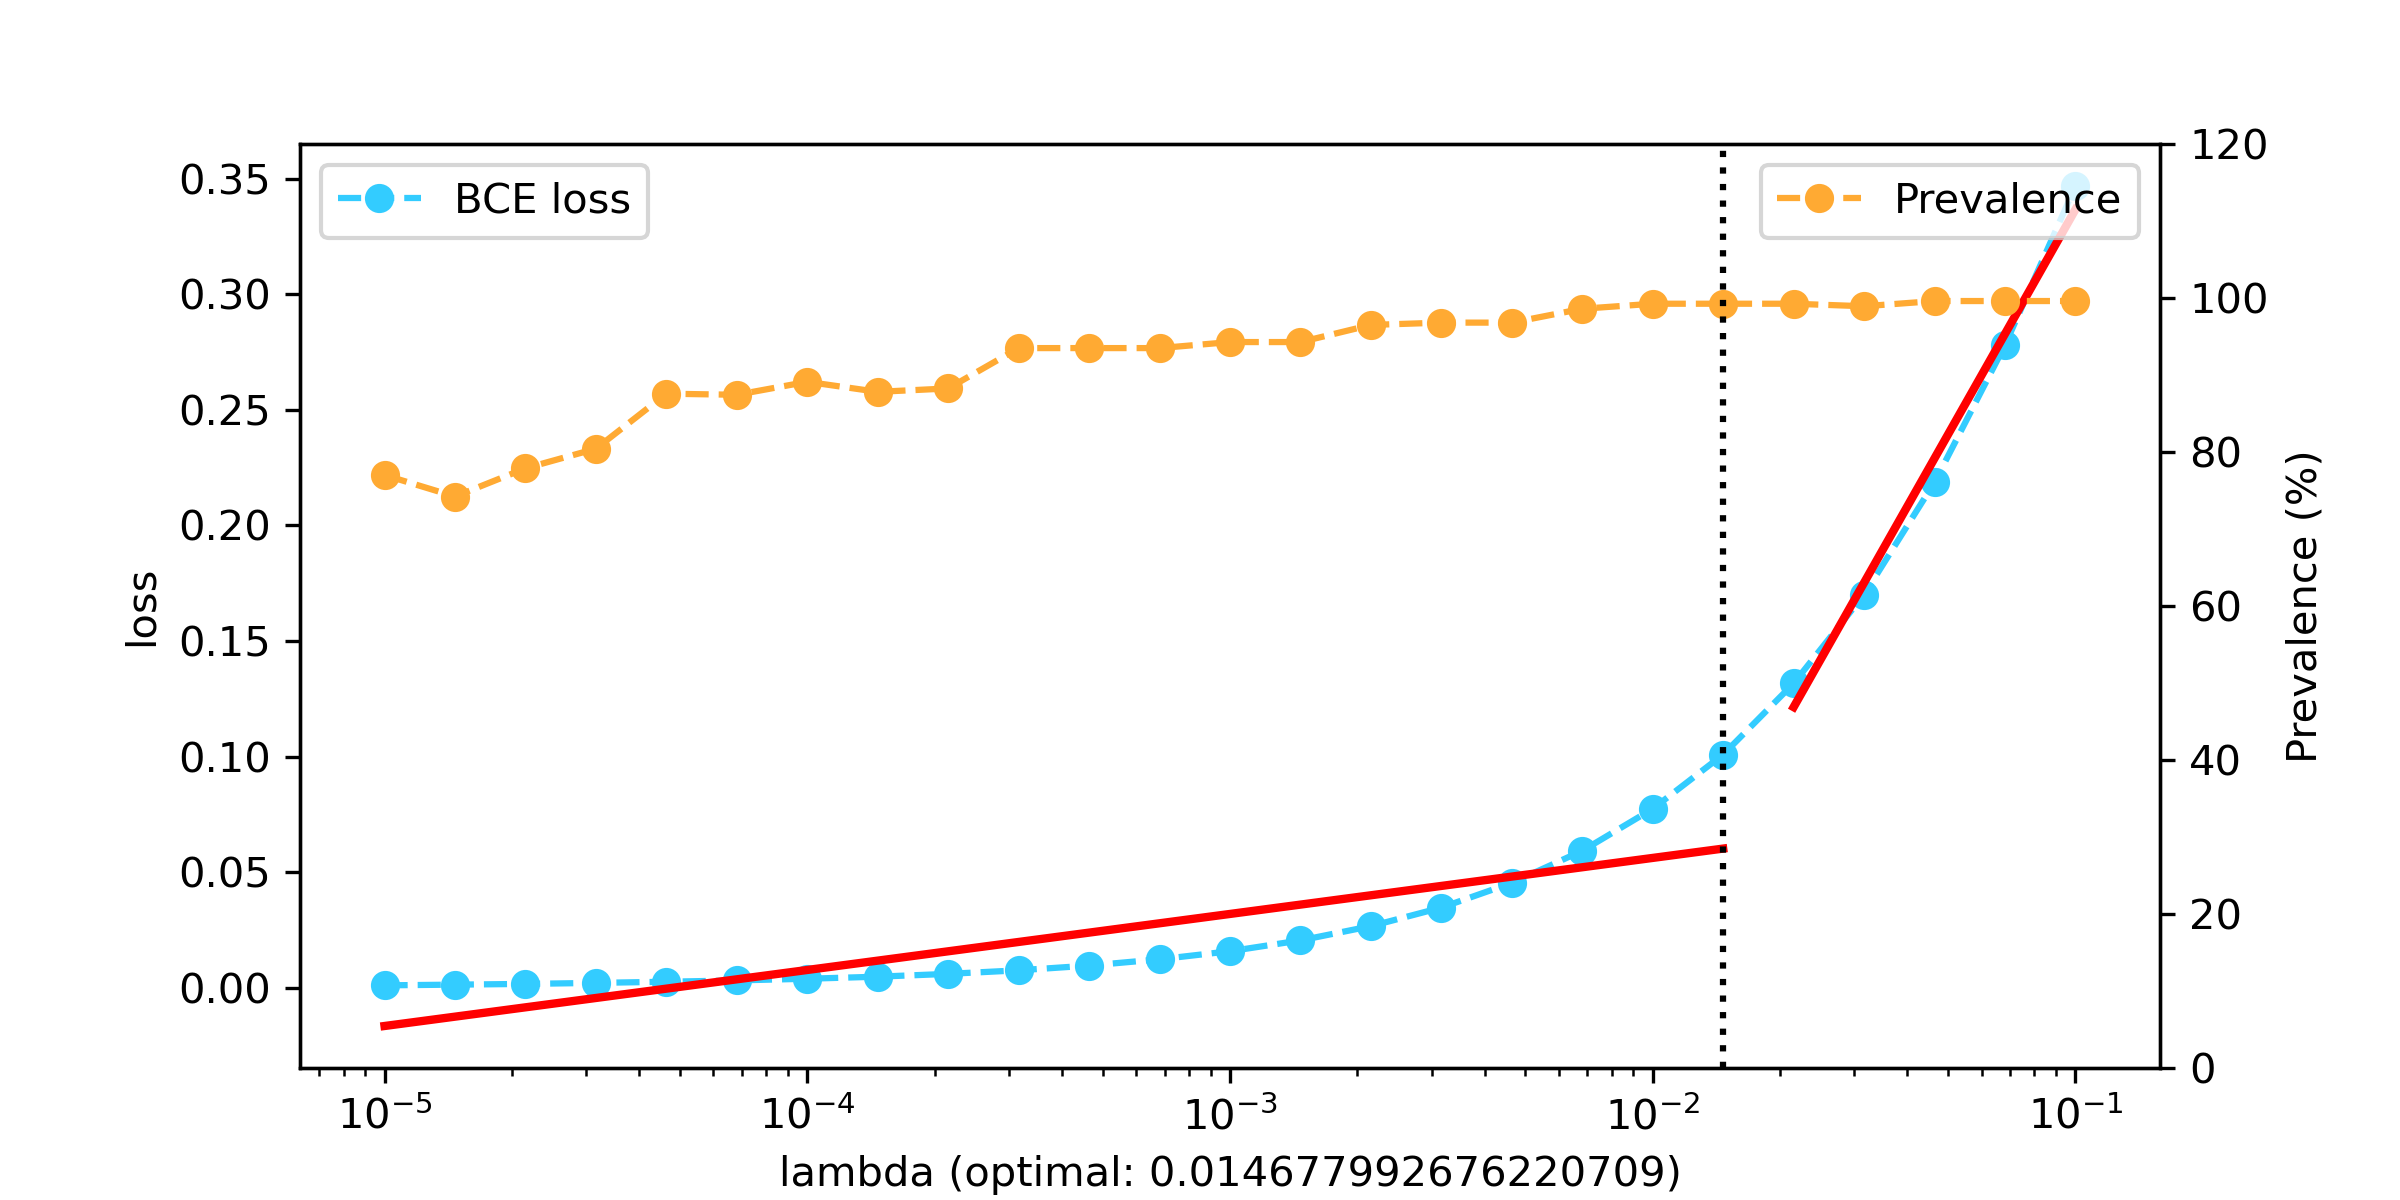 BCE loss
Prevalence
0.35
0.30
0.25
0.20
0.15
0.10
0.05
0.00
loss
120
100
80
60
40
20
0
Prevalence (%)
10⁻⁵ 10⁻⁴ 10⁻³ 10⁻² 10⁻¹
lambda (optimal: 0.014677992676220709)